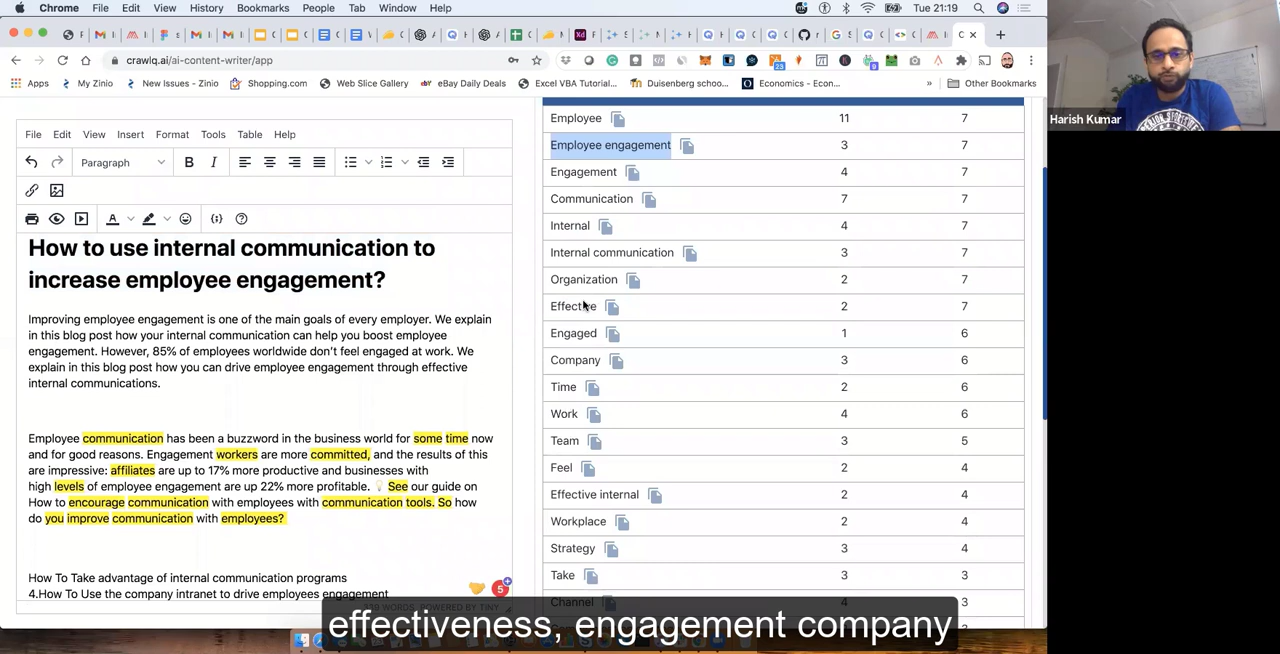 Chrome File Edit View History Bookmarks People Tab Window Help Tue 21:19
crawlq.ai/ai-content-writer/app
Apps My Zinio New Issues - Zinio Shopping.com Web Slice Gallery eBay Daily Deals Excel VBA Tutorial... Duisenberg schoo... Economics - Econ... » Other Bookmarks
File Edit View Insert Format Tools Table Help
Paragraph B I
How to use internal communication to
increase employee engagement?
Improving employee engagement is one of the main goals of every employer. We explain
in this blog post how your internal communication can help you boost employee
engagement. However, 85% of employees worldwide don't feel engaged at work. We
explain in this blog post how you can drive employee engagement through effective
internal communications.
Employee communication has been a buzzword in the business world for some time now
and for good reasons. Engagement workers are more committed, and the results of this
are impressive: affiliates are up to 17% more productive and businesses with
high levels of employee engagement are up 22% more profitable. See our guide on
How to encourage communication with employees with communication tools. So how
do you improve communication with employees?
How To Take advantage of internal communication programs
4.How To Use the company intranet to drive employees engagement
WORDS POWERED BY TINY
5
Employee 11 7
Employee engagement 3 7
Engagement 4 7
Communication 7 7
Internal 4 7
Internal communication 3 7
Organization 2 7
Effective 2 7
Engaged 1 6
Company 3 6
Time 2 6
Work 4 6
Team 3 5
Feel 2 4
Effective internal 2 4
Workplace 2 4
Strategy 3 4
Take 3 3
Channel 4 3
Harish Kumar
effectiveness, engagement company